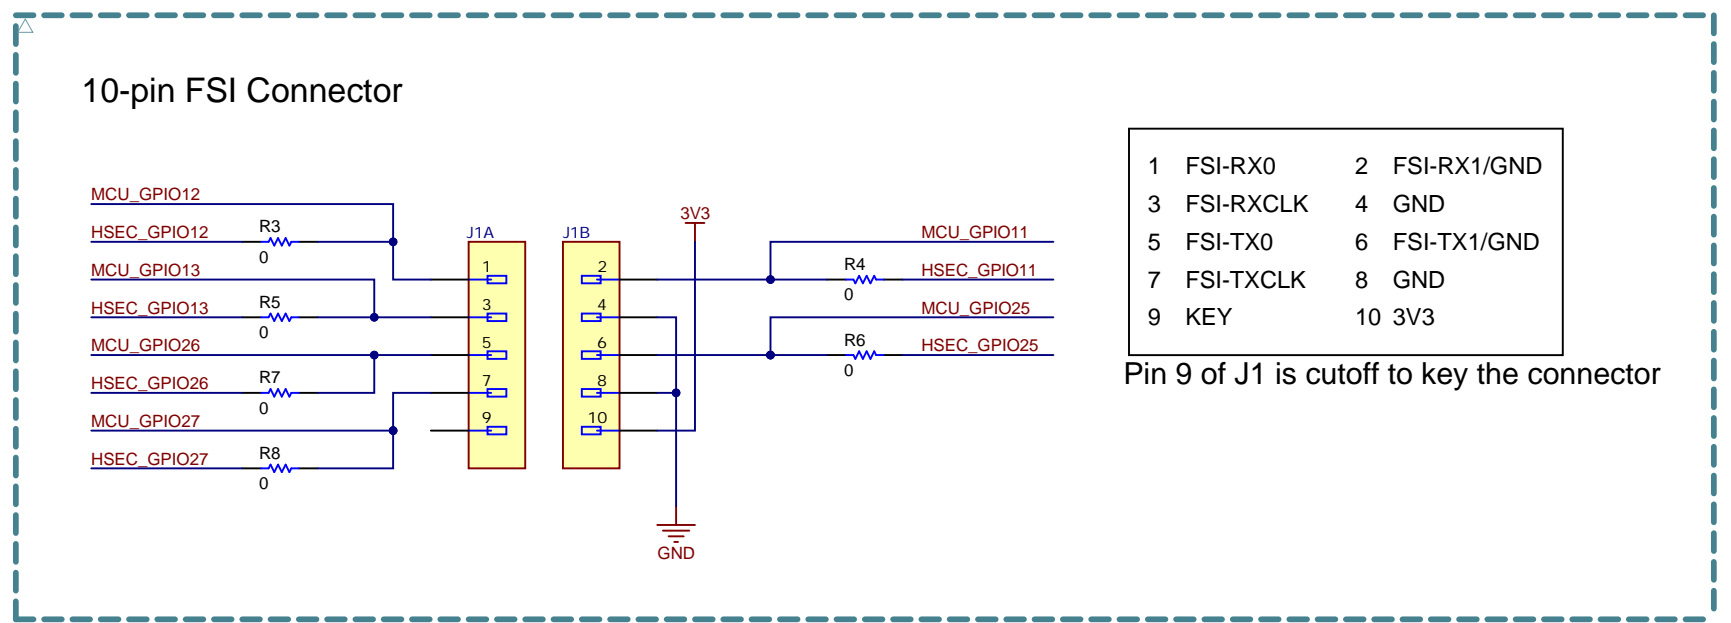 10-pin FSI Connector
MCU_GPIO12
HSEC_GPIO12
R3
0
MCU_GPIO13
HSEC_GPIO13
R5
0
MCU_GPIO26
HSEC_GPIO26
R7
0
MCU_GPIO27
HSEC_GPIO27
R8
0
J1A
1
3
5
7
9
J1B
2
4
6
8
10
3V3
GND
MCU_GPIO11
R4
0
HSEC_GPIO11
MCU_GPIO25
R6
0
HSEC_GPIO25
1 FSI-RX0 2 FSI-RX1/GND
3 FSI-RXCLK 4 GND
5 FSI-TX0 6 FSI-TX1/GND
7 FSI-TXCLK 8 GND
9 KEY 10 3V3
Pin 9 of J1 is cutoff to key the connector